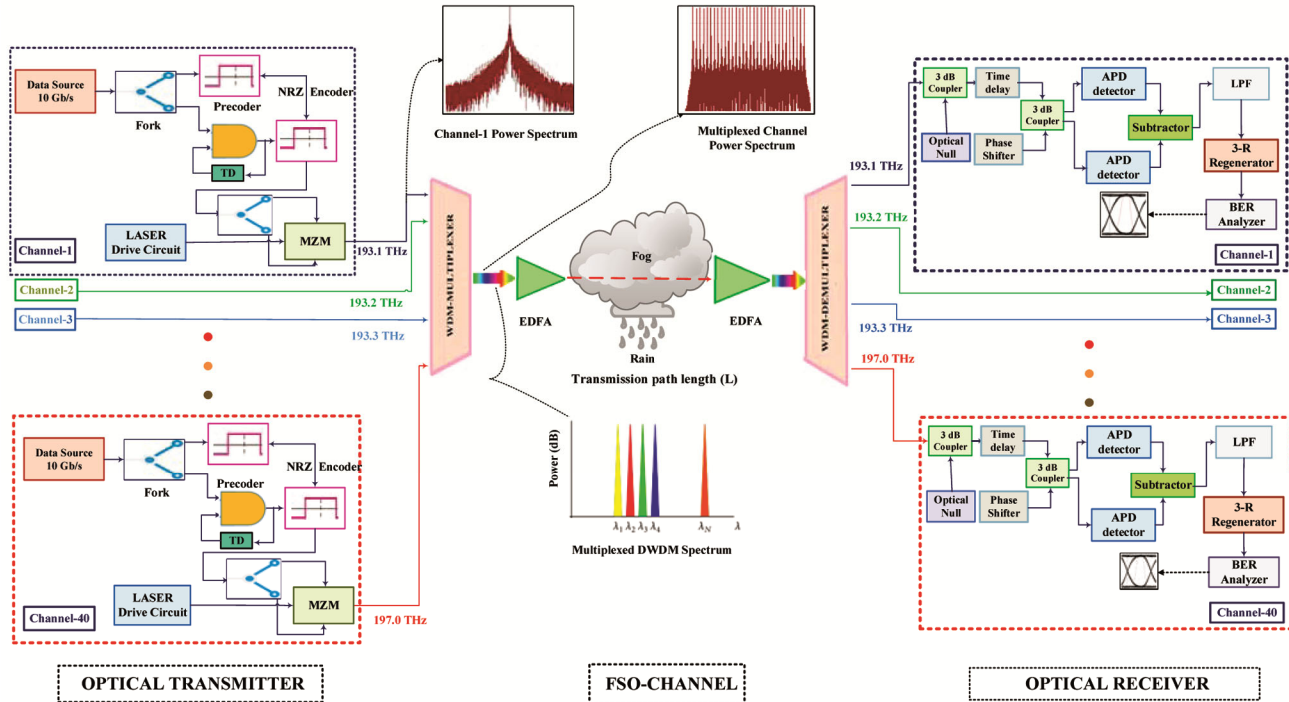 Data Source
10 Gb/s
Fork
Precoder
NRZ Encoder
TD
LASER
Drive Circuit
MZM
Channel-1
193.1 THz
Channel-2
193.2 THz
Channel-3
193.3 THz
Data Source
10 Gb/s
Fork
Precoder
NRZ Encoder
TD
LASER
Drive Circuit
MZM
Channel-40
197.0 THz
OPTICAL TRANSMITTER
Channel-1 Power Spectrum
Multiplexed Channel
Power Spectrum
WDM-MULTIPLEXER
EDFA
Fog
Rain
Transmission path length (L)
EDFA
WDM-DEMULTIPLEXER
Power (dB)
λ1 λ2 λ3 λ4 λN λ
Multiplexed DWDM Spectrum
FSO-CHANNEL
193.1 THz
193.2 THz
193.3 THz
197.0 THz
3 dB
Coupler
Time
delay
Optical
Null
Phase
Shifter
3 dB
Coupler
APD
detector
APD
detector
Subtractor
LPF
3-R
Regenerator
BER
Analyzer
Channel-1
Channel-2
Channel-3
3 dB
Coupler
Time
delay
Optical
Null
Phase
Shifter
3 dB
Coupler
APD
detector
APD
detector
Subtractor
LPF
3-R
Regenerator
BER
Analyzer
Channel-40
OPTICAL RECEIVER